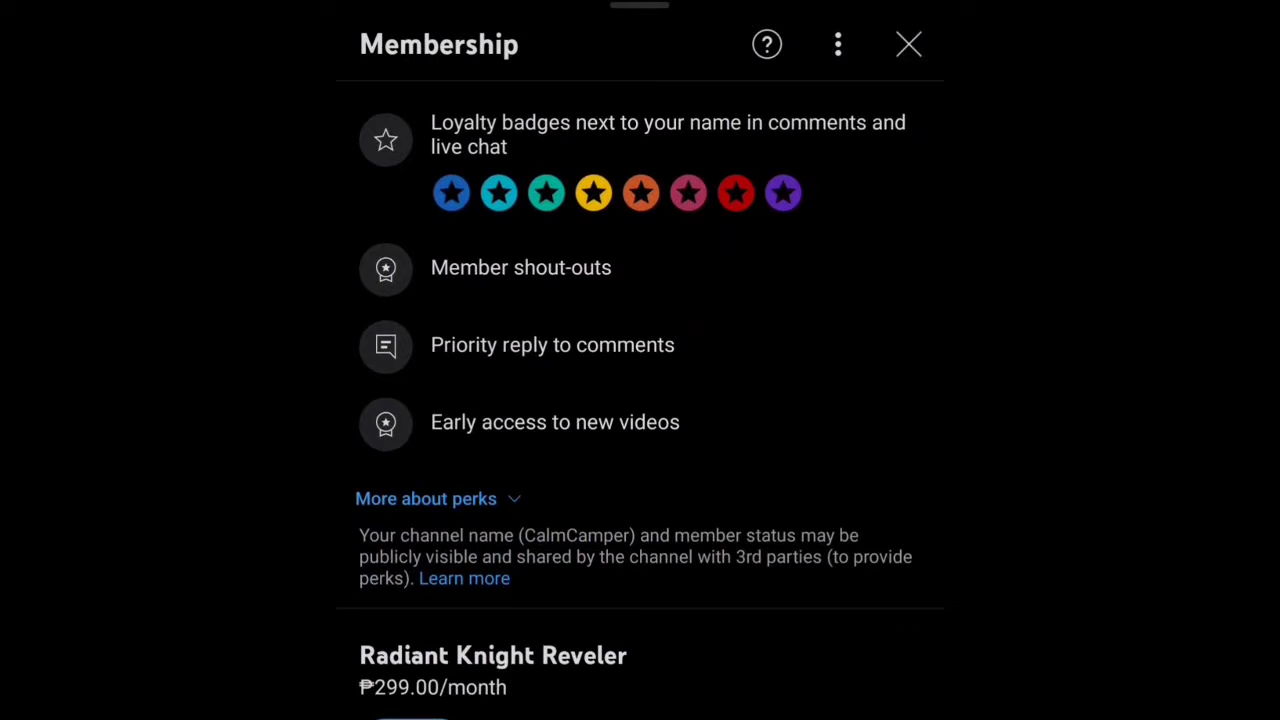 Membership
Loyalty badges next to your name in comments and
live chat
Member shout-outs
Priority reply to comments
Early access to new videos
More about perks
Your channel name (CalmCamper) and member status may be
publicly visible and shared by the channel with 3rd parties (to provide
perks). Learn more
Radiant Knight Reveler
₱299.00/month